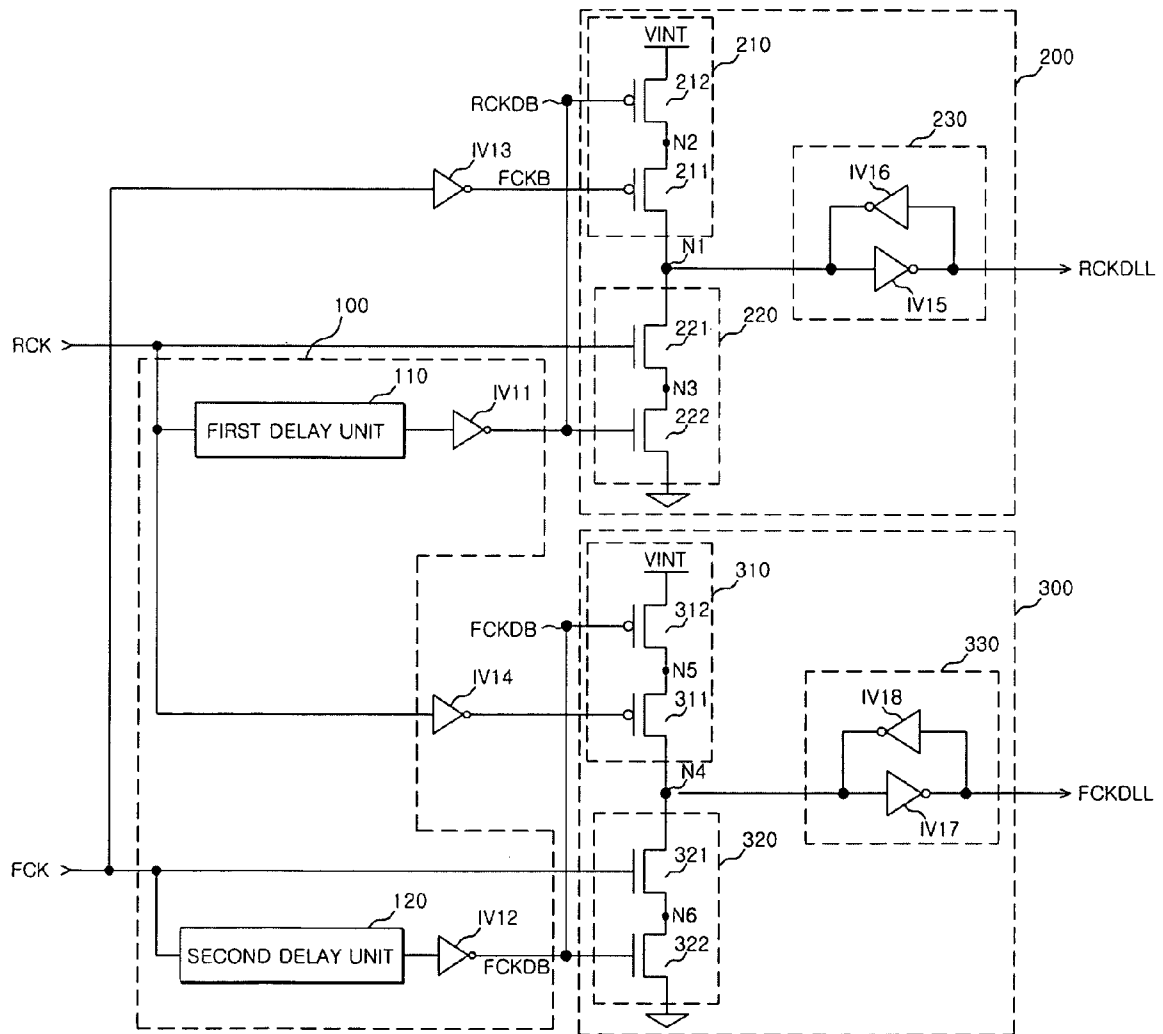 VINT
210
200
RCKDB
212
230
N2
IV13
IV16
FCKB
211
N1
RCKDLL
IV15
100
RCK
221
220
110
IV11
N3
FIRST DELAY UNIT
222
VINT
310
300
FCKDB
312
330
N5
IV14
IV18
311
N4
FCKDLL
IV17
320
FCK
321
120
IV12
N6
SECOND DELAY UNIT
FCKDB
322